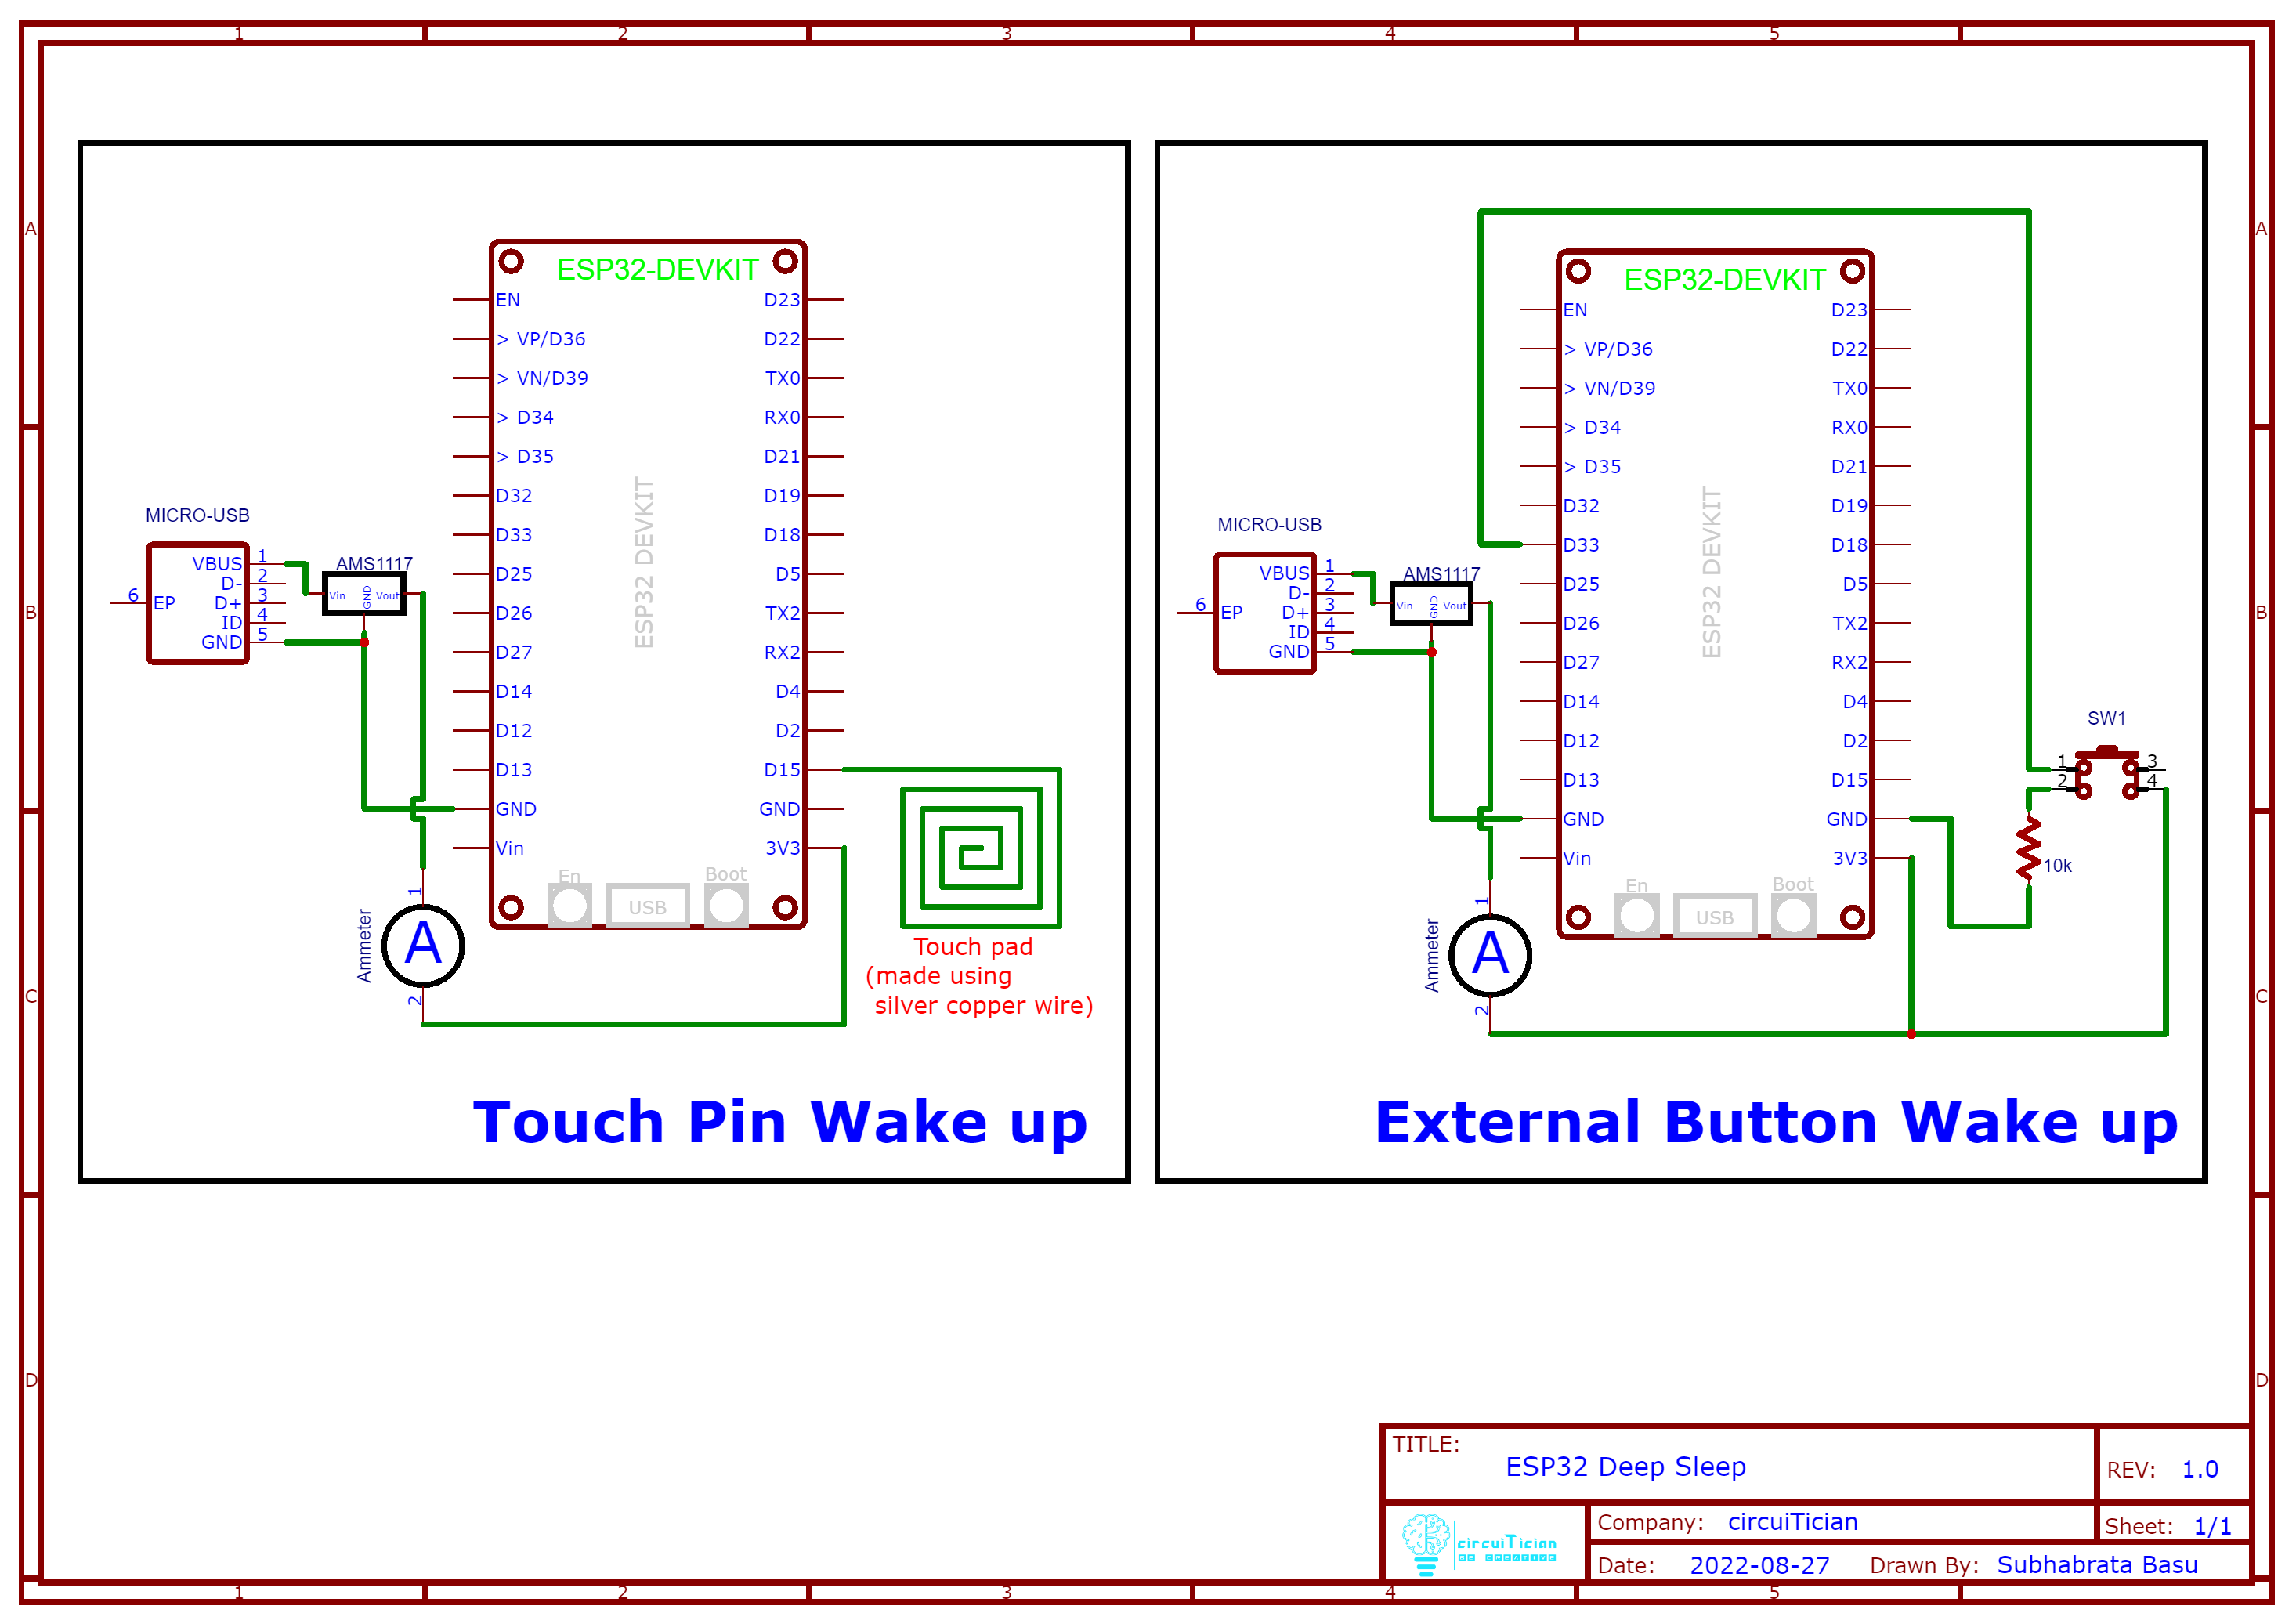 1 2 3 4 5
A A
B B
C C
D D
ESP32-DEVKIT
EN D23
> VP/D36 D22
> VN/D39 TX0
> D34 RX0
> D35 D21
D32 D19
D33 D18
D25 D5
D26 TX2
D27 RX2
D14 D4
D12 D2
D13 D15
GND GND
Vin 3V3
ESP32 DEVKIT
En USB Boot
MICRO-USB
VBUS 1
D- 2
D+ 3
ID 4
GND 5
6 EP
AMS1117
Vin GND Vout
Ammeter
1
A
2
Touch pad
(made using
silver copper wire)
Touch Pin Wake up
ESP32-DEVKIT
EN D23
> VP/D36 D22
> VN/D39 TX0
> D34 RX0
> D35 D21
D32 D19
D33 D18
D25 D5
D26 TX2
D27 RX2
D14 D4
D12 D2
D13 D15
GND GND
Vin 3V3
ESP32 DEVKIT
En USB Boot
MICRO-USB
VBUS 1
D- 2
D+ 3
ID 4
GND 5
6 EP
AMS1117
Vin GND Vout
Ammeter
1
A
2
SW1
1 3
2 4
10k
External Button Wake up
TITLE:
ESP32 Deep Sleep
REV: 1.0
circuiTician
BE CREATIVE
Company: circuiTician
Sheet: 1/1
Date: 2022-08-27 Drawn By: Subhabrata Basu
1 2 3 4 5